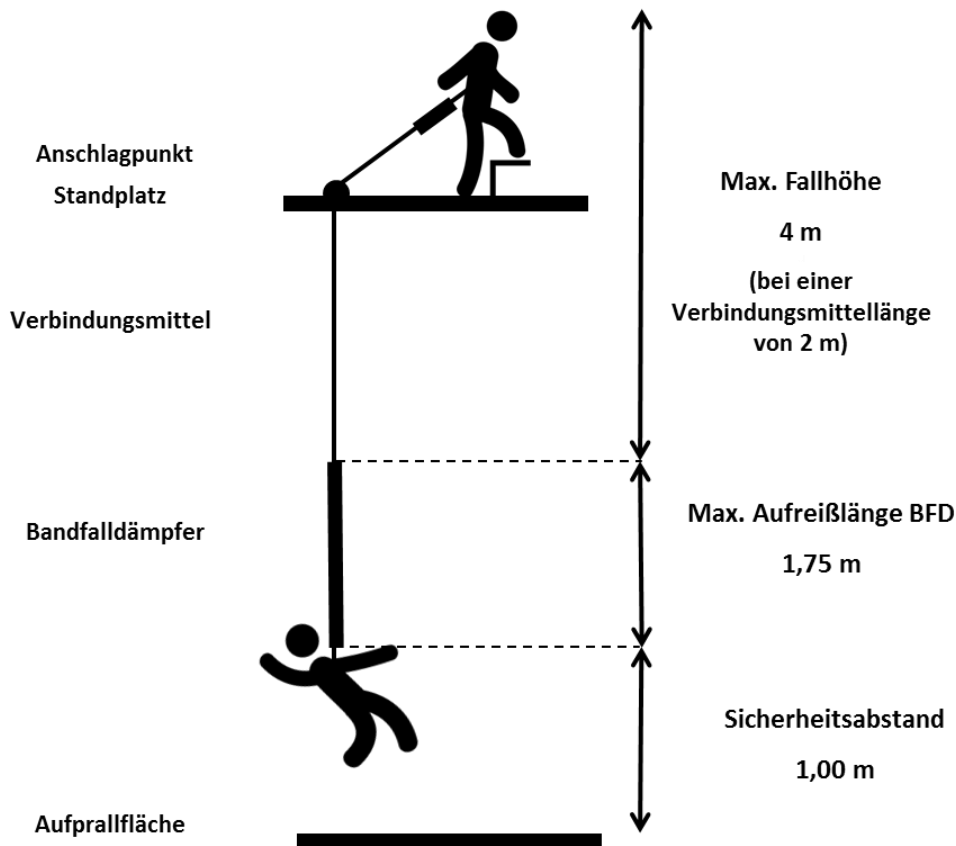 Anschlagpunkt
Standplatz
Verbindungsmittel
Bandfalldämpfer
Aufprallfläche
Max. Fallhöhe
4 m
(bei einer
Verbindungsmittellänge
von 2 m)
Max. Aufreißlänge BFD
1,75 m
Sicherheitsabstand
1,00 m